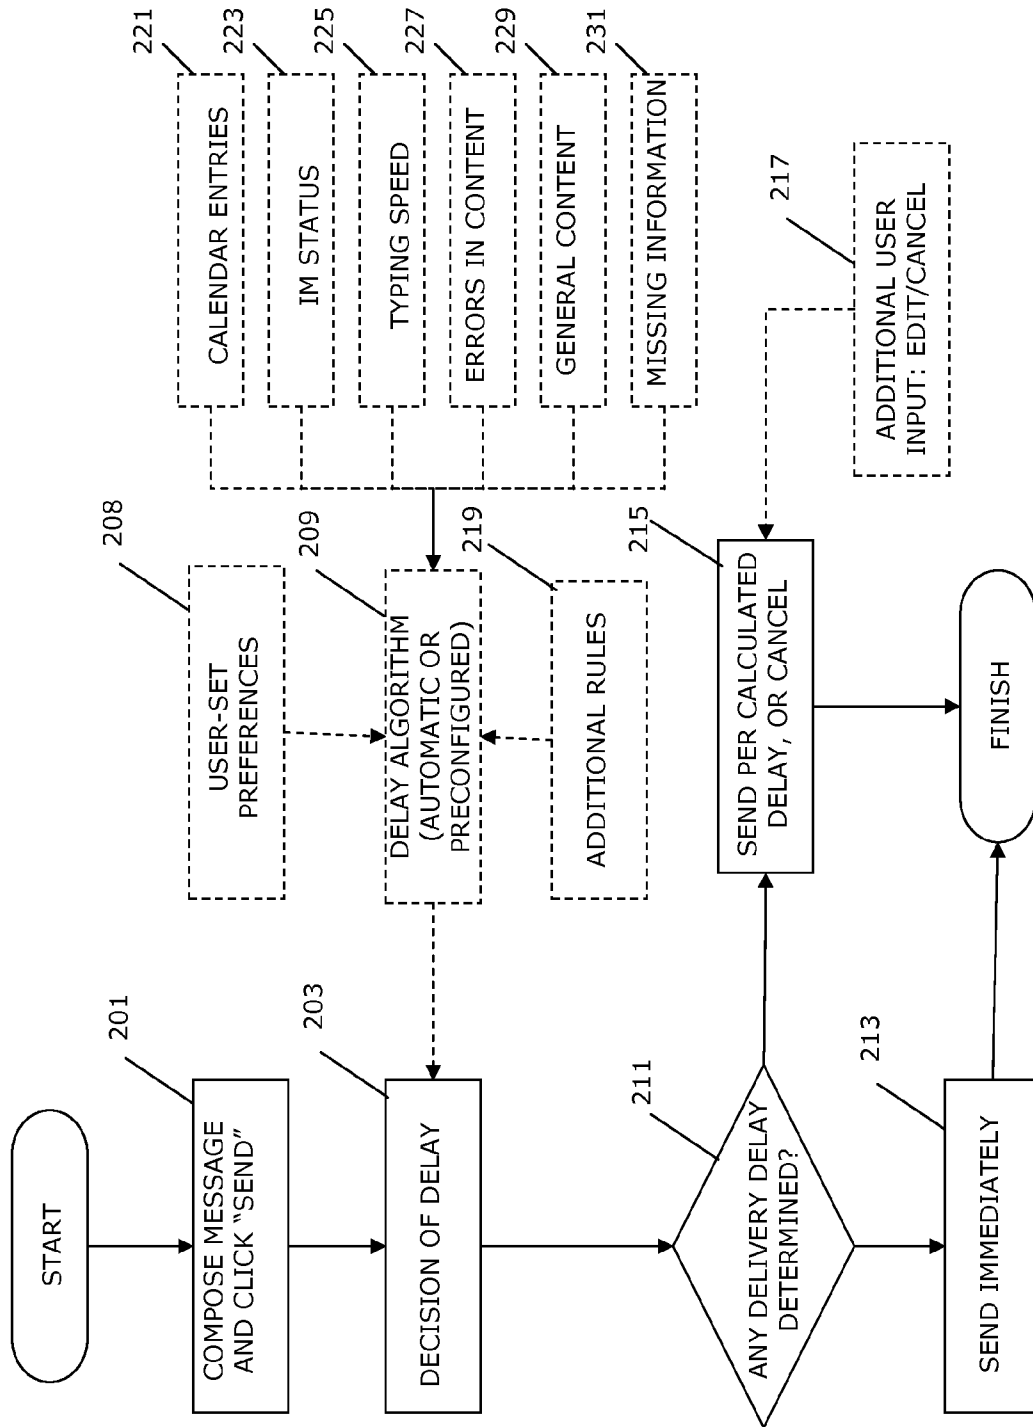 START
201
COMPOSE MESSAGE
AND CLICK “SEND”
203
DECISION OF DELAY
208
USER-SET
PREFERENCES
209
DELAY ALGORITHM
(AUTOMATIC OR
PRECONFIGURED)
219
ADDITIONAL RULES
221
CALENDAR ENTRIES
223
IM STATUS
225
TYPING SPEED
227
ERRORS IN CONTENT
229
GENERAL CONTENT
231
MISSING INFORMATION
211
ANY DELIVERY DELAY
DETERMINED?
215
SEND PER CALCULATED
DELAY, OR CANCEL
217
ADDITIONAL USER
INPUT: EDIT/CANCEL
213
SEND IMMEDIATELY
FINISH